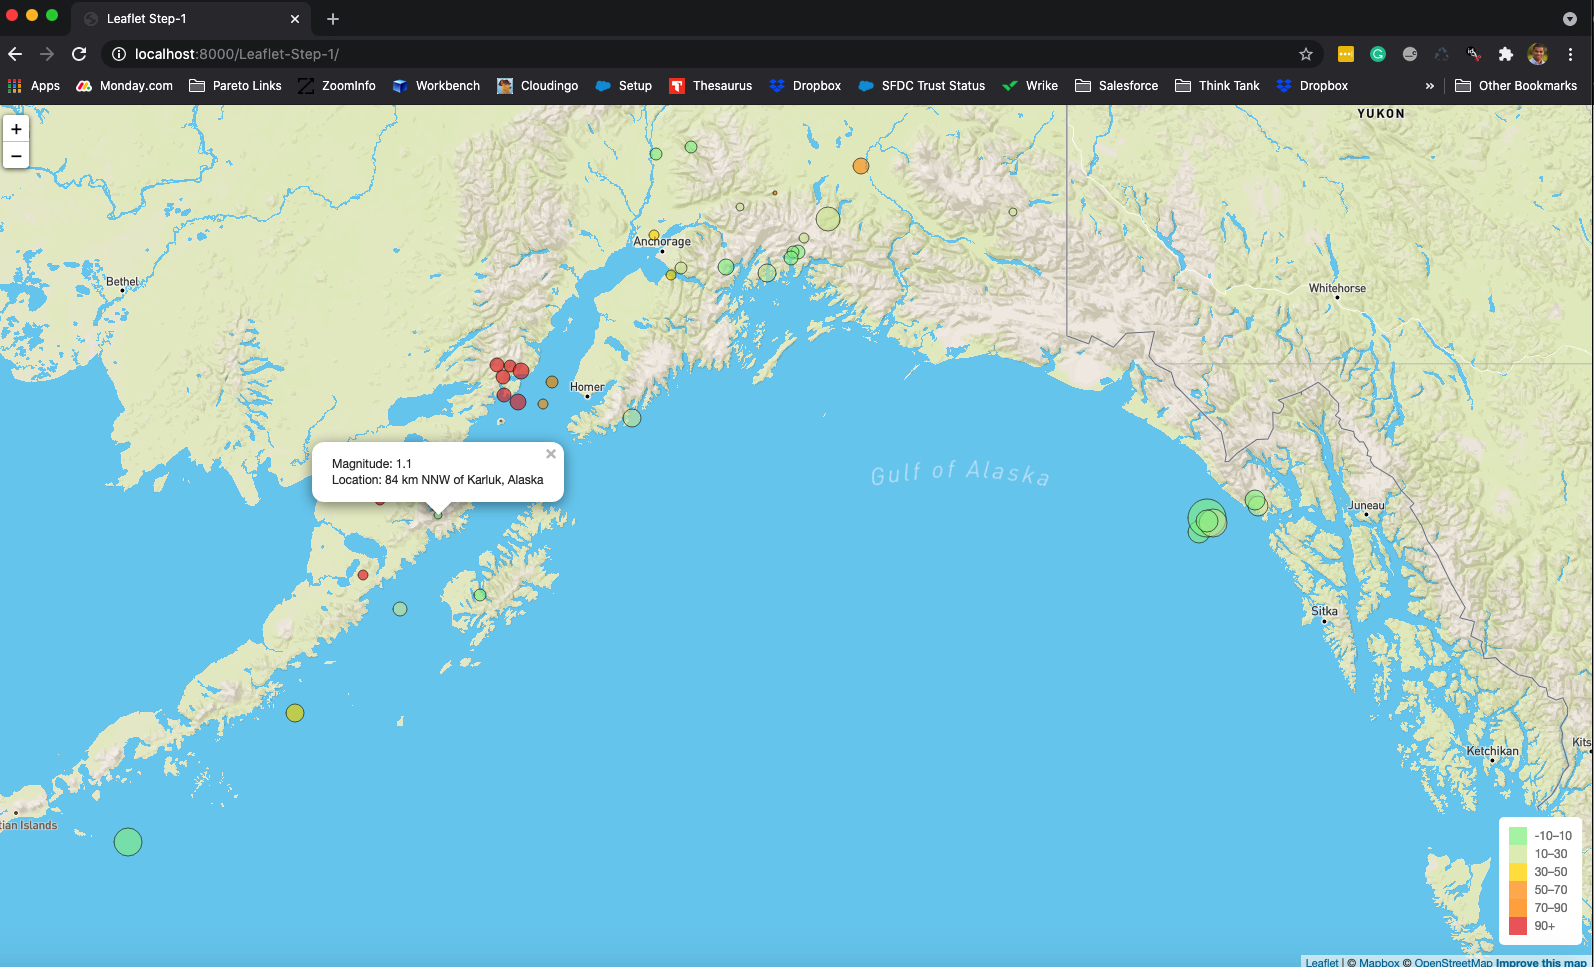 Leaflet Step-1
localhost:8000/Leaflet-Step-1/
Apps Monday.com Pareto Links ZoomInfo Workbench Cloudingo Setup Thesaurus Dropbox SFDC Trust Status Wrike Salesforce Think Tank Dropbox » Other Bookmarks
+
−
YUKON
Anchorage
Bethel
Whitehorse
Homer
Magnitude: 1.1
Location: 84 km NNW of Karluk, Alaska
Gulf of Alaska
Juneau
Sitka
Kits
Ketchikan
tian Islands
-10–10
10–30
30–50
50–70
70–90
90+
Leaflet | © Mapbox © OpenStreetMap Improve this map